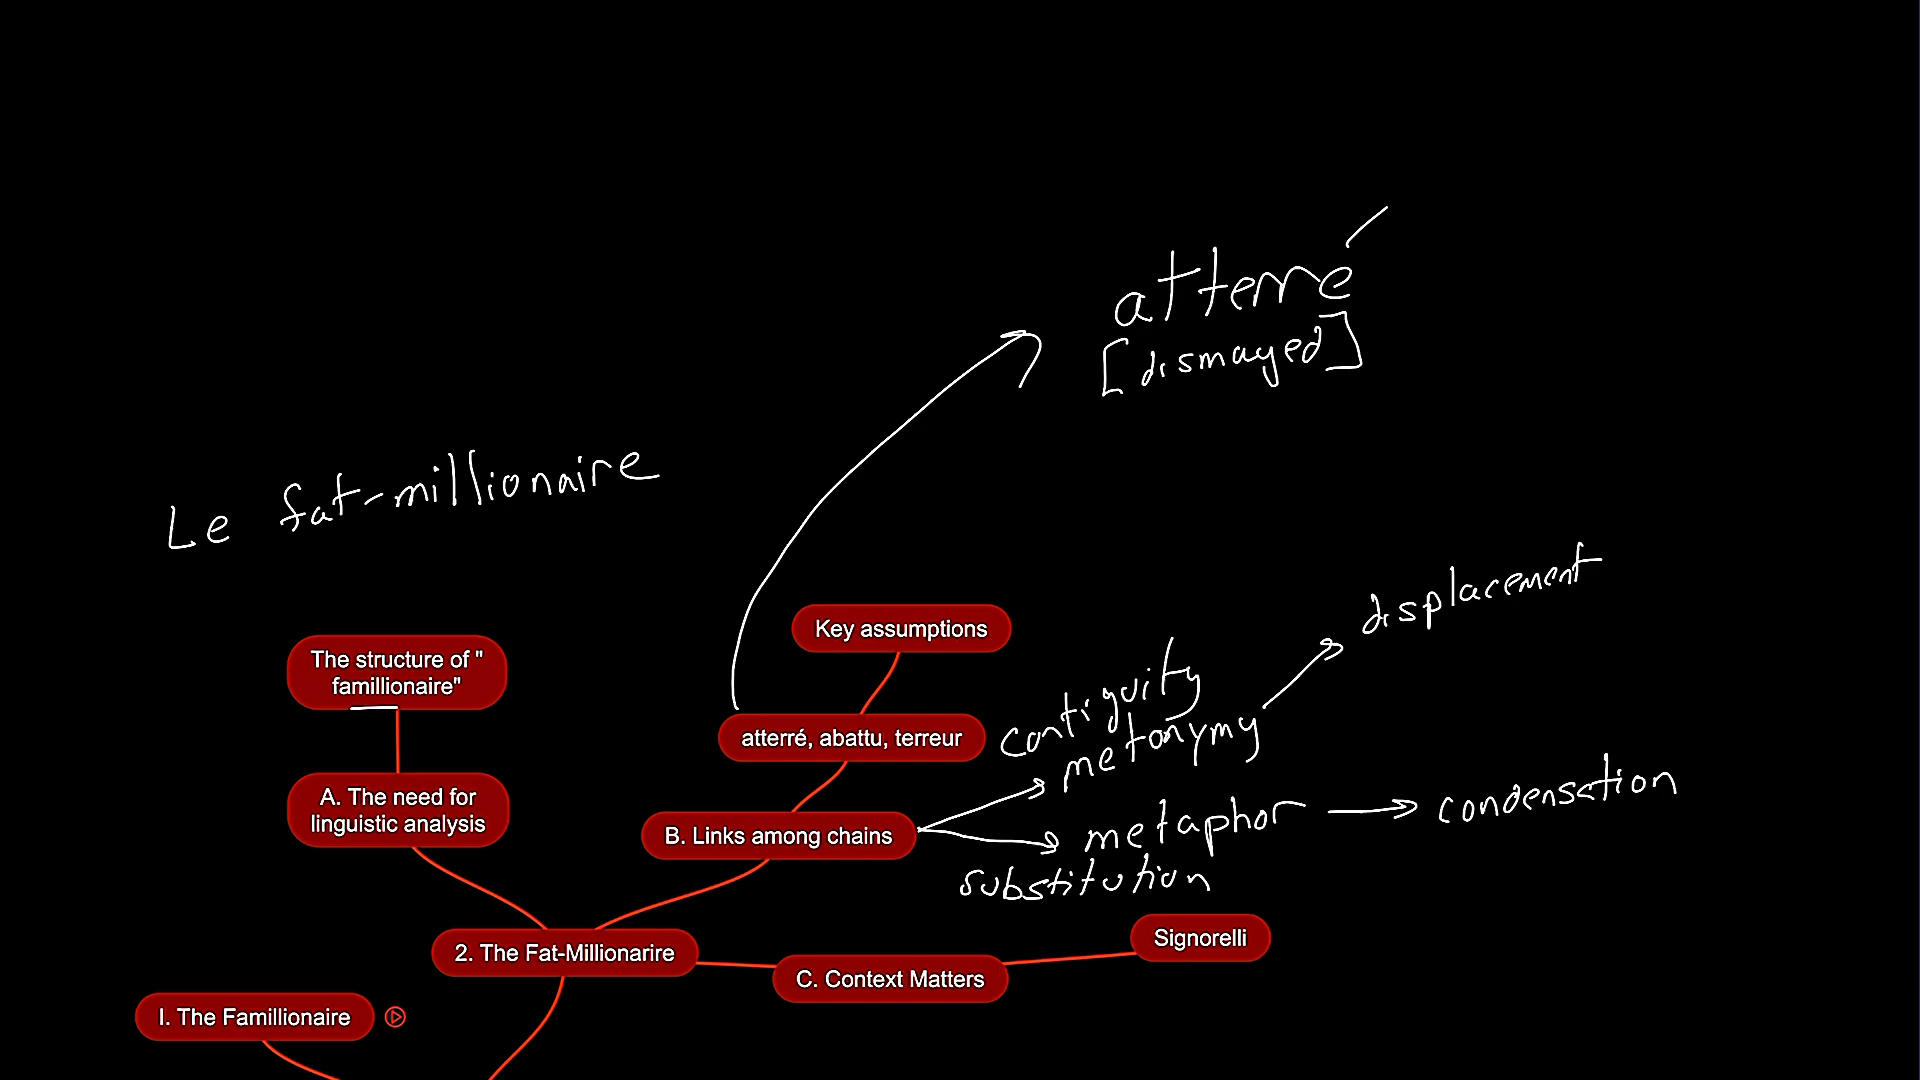 atterré
[dismayed]
Le fat-millionaire
displacement
Key assumptions
The structure of "
famillionaire"
contiguity
atterré, abattu, terreur
metonymy
condensation
A. The need for
linguistic analysis
B. Links among chains
metaphor
substitution
Signorelli
2. The Fat-Millionarire
C. Context Matters
I. The Famillionaire